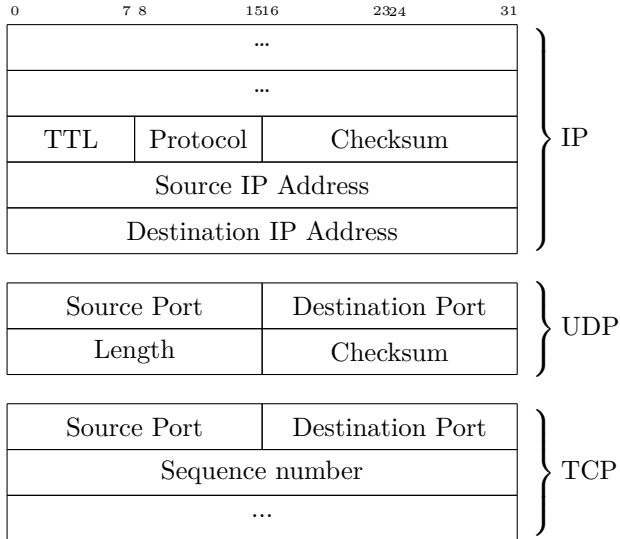 0 7 8 1516 2324 31
...
...
TTL Protocol Checksum IP
Source IP Address
Destination IP Address
Source Port Destination Port
UDP
Length Checksum
Source Port Destination Port
Sequence number TCP
...